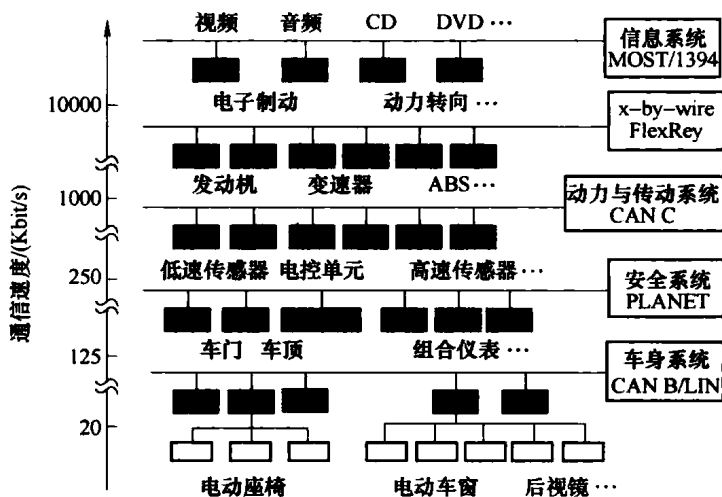 视频 音频 CD DVD…
信息系统
MOST/1394
电子制动 动力转向…
10000
x-by-wire
FlexRey
发动机 变速器 ABS…
1000
动力与传动系统
CAN C
低速传感器 电控单元 高速传感器…
250
安全系统
PLANET
车门 车顶 组合仪表…
125
车身系统
CAN B/LIN
20
电动座椅 电动车窗 后视镜…
通信速度/(Kbit/s)